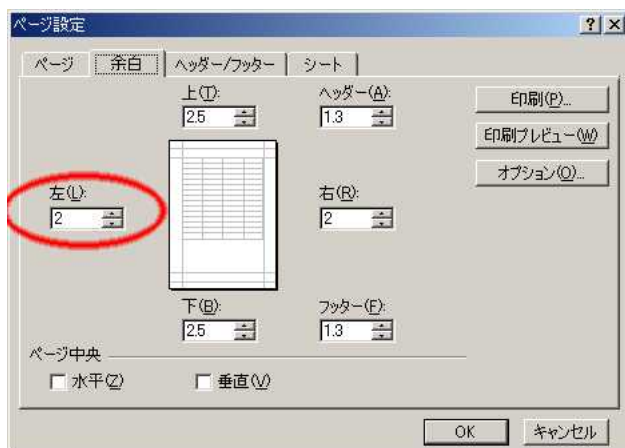 ページ設定
ページ 余白 ヘッダー/フッター シート
上(T): ヘッダー(A):
2.5 1.3
印刷(P)...
印刷プレビュー(W)
オプション(O)...
左(L): 右(R):
2 2
下(B): フッター(F):
2.5 1.3
ページ中央
水平(Z) 垂直(V)
OK キャンセル